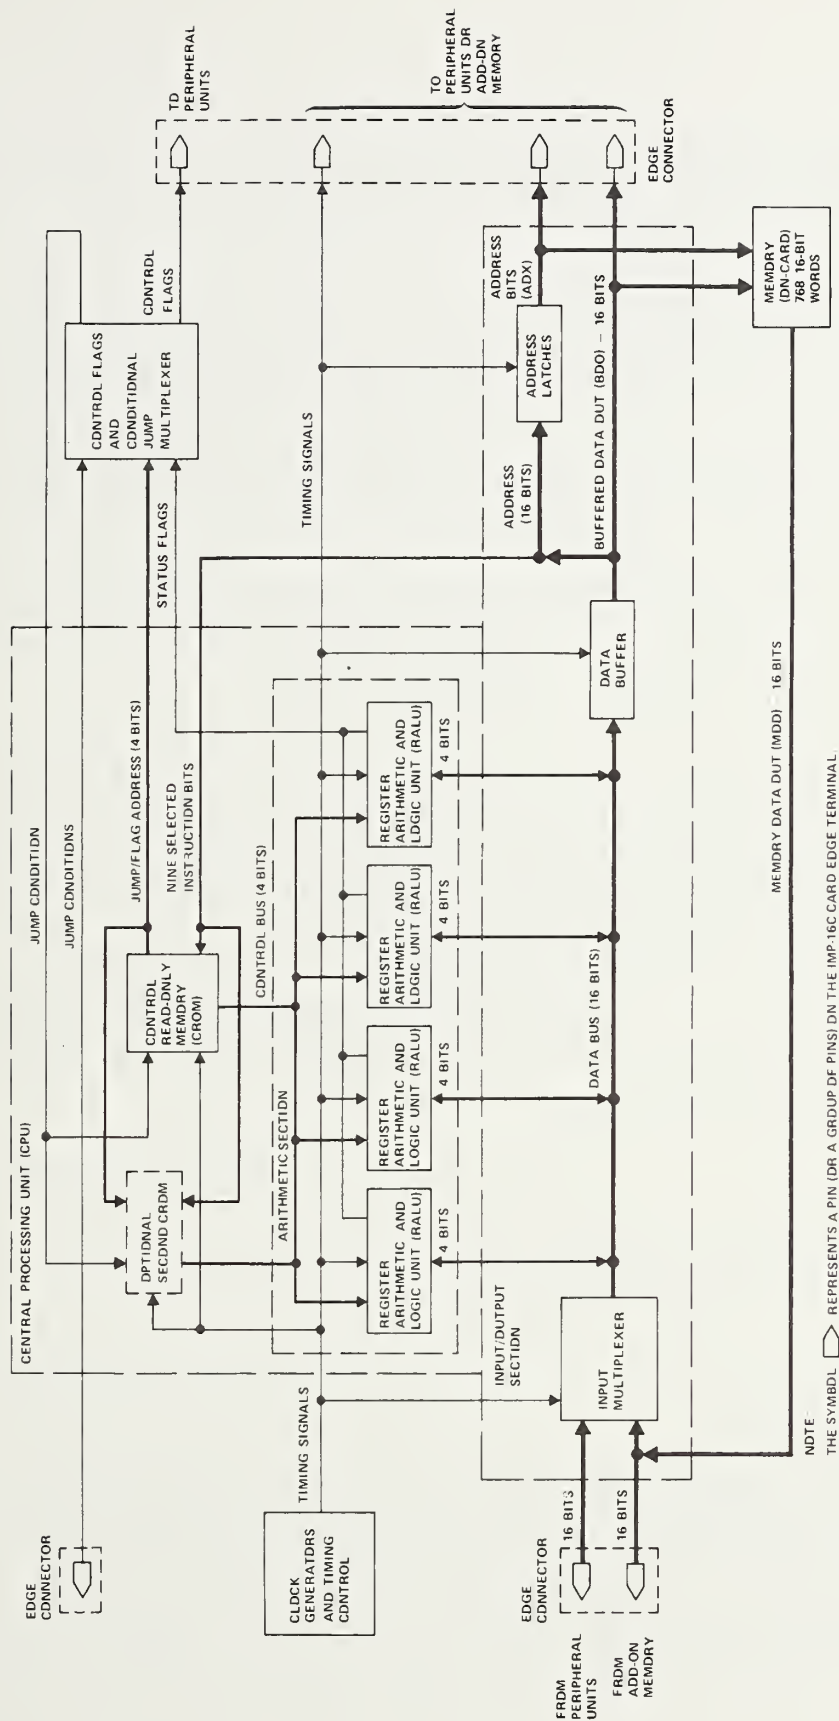 EDGE
CONNECTOR
CLOCK
GENERATORS
AND TIMING
CONTROL
EDGE
CONNECTOR
FROM
PERIPHERAL
UNITS
FROM
ADD-ON
MEMORY
16 BITS
16 BITS
TIMING SIGNALS
INPUT/OUTPUT
SECTION
INPUT
MULTIPLEXER
CENTRAL PROCESSING UNIT (CPU)
JUMP CONDITION
JUMP CONDITIONS
OPTIONAL
SECOND CROM
CONTROL
READ-ONLY
MEMORY
(CROM)
JUMP/FLAG ADDRESS (4 BITS)
NINE SELECTED
INSTRUCTION BITS
CONTROL BUS (4 BITS)
ARITHMETIC SECTION
REGISTER
ARITHMETIC AND
LOGIC UNIT (RALU)
4 BITS
REGISTER
ARITHMETIC AND
LOGIC UNIT (RALU)
4 BITS
REGISTER
ARITHMETIC AND
LOGIC UNIT (RALU)
4 BITS
REGISTER
ARITHMETIC AND
LOGIC UNIT (RALU)
4 BITS
DATA BUS (16 BITS)
DATA
BUFFER
STATUS FLAGS
CONTROL FLAGS
AND
CONDITIONAL
JUMP
MULTIPLEXER
CONTROL
FLAGS
TIMING SIGNALS
ADDRESS
(16 BITS)
ADDRESS
LATCHES
ADDRESS
BITS
(ADX)
BUFFERED DATA OUT (BDO) – 16 BITS
MEMORY
(ON-CARD)
768 16-BIT
WORDS
MEMORY DATA OUT (MDO) – 16 BITS
TO
PERIPHERAL
UNITS
TO
PERIPHERAL
UNITS OR
ADD-ON
MEMORY
EDGE
CONNECTOR
NOTE
THE SYMBOL REPRESENTS A PIN (OR A GROUP OF PINS) ON THE IMP-16C CARD EDGE TERMINAL.